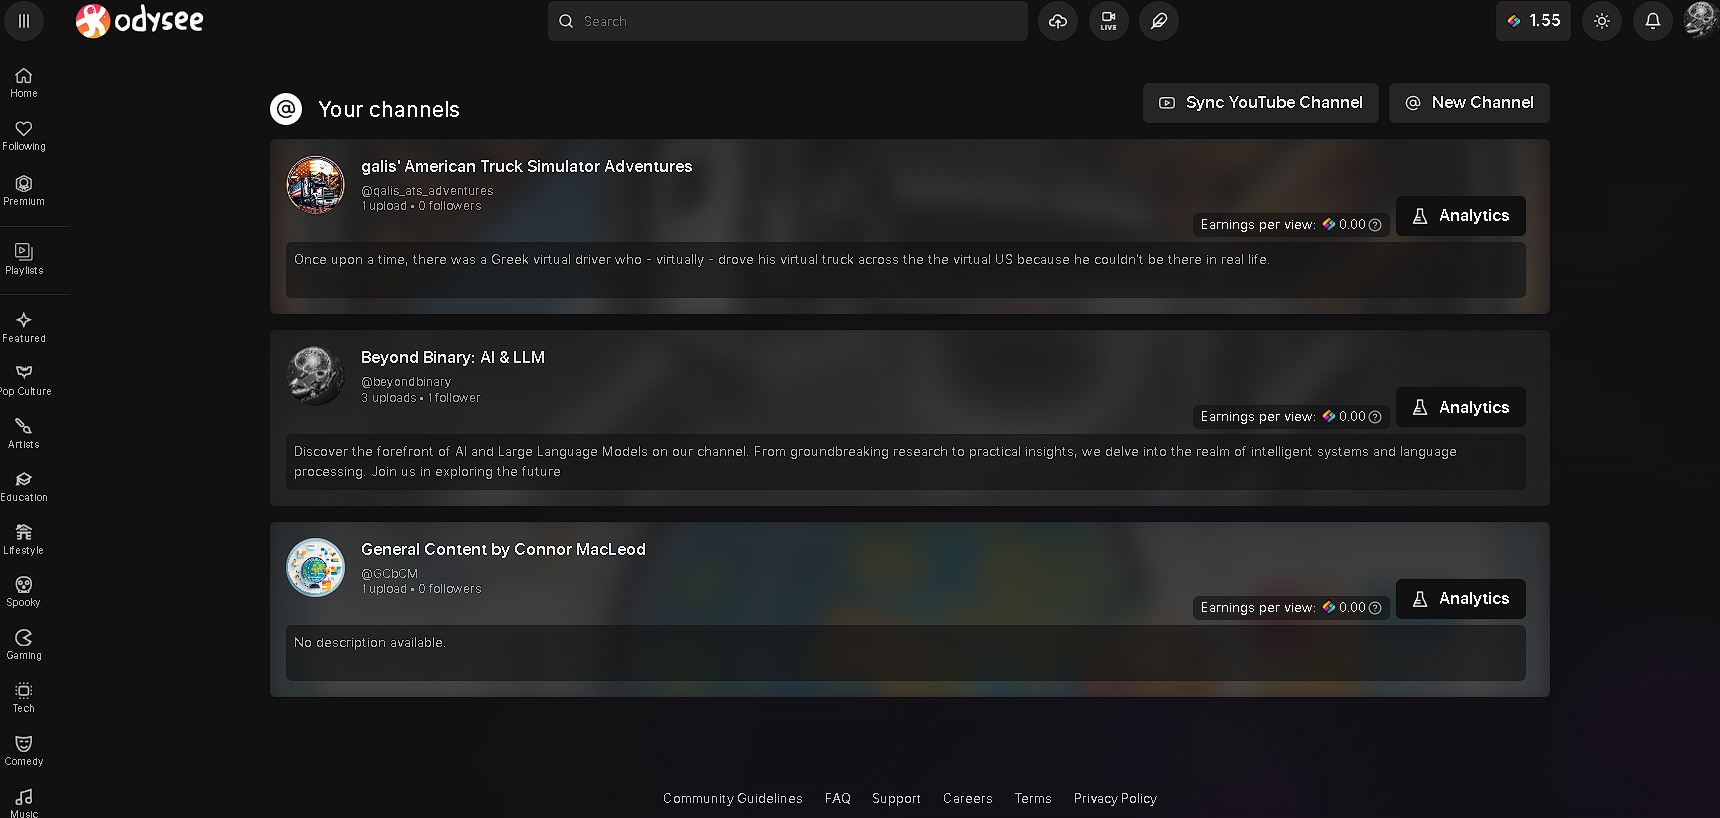 odysee
Search
LIVE
1.55
Home
Following
Premium
Playlists
Featured
Pop Culture
Artists
Education
Lifestyle
Spooky
Gaming
Tech
Comedy
Music
@ Your channels
Sync YouTube Channel
@ New Channel
galis' American Truck Simulator Adventures
@galis_ats_adventures
1 upload • 0 followers
Earnings per view: 0.00 ?
Analytics
Once upon a time, there was a Greek virtual driver who - virtually - drove his virtual truck across the the virtual US because he couldn't be there in real life.
Beyond Binary: AI & LLM
@beyondbinary
3 uploads • 1 follower
Earnings per view: 0.00 ?
Analytics
Discover the forefront of AI and Large Language Models on our channel. From groundbreaking research to practical insights, we delve into the realm of intelligent systems and language
processing. Join us in exploring the future
General Content by Connor MacLeod
@GCbCM
1 upload • 0 followers
Earnings per view: 0.00 ?
Analytics
No description available.
Community Guidelines FAQ Support Careers Terms Privacy Policy